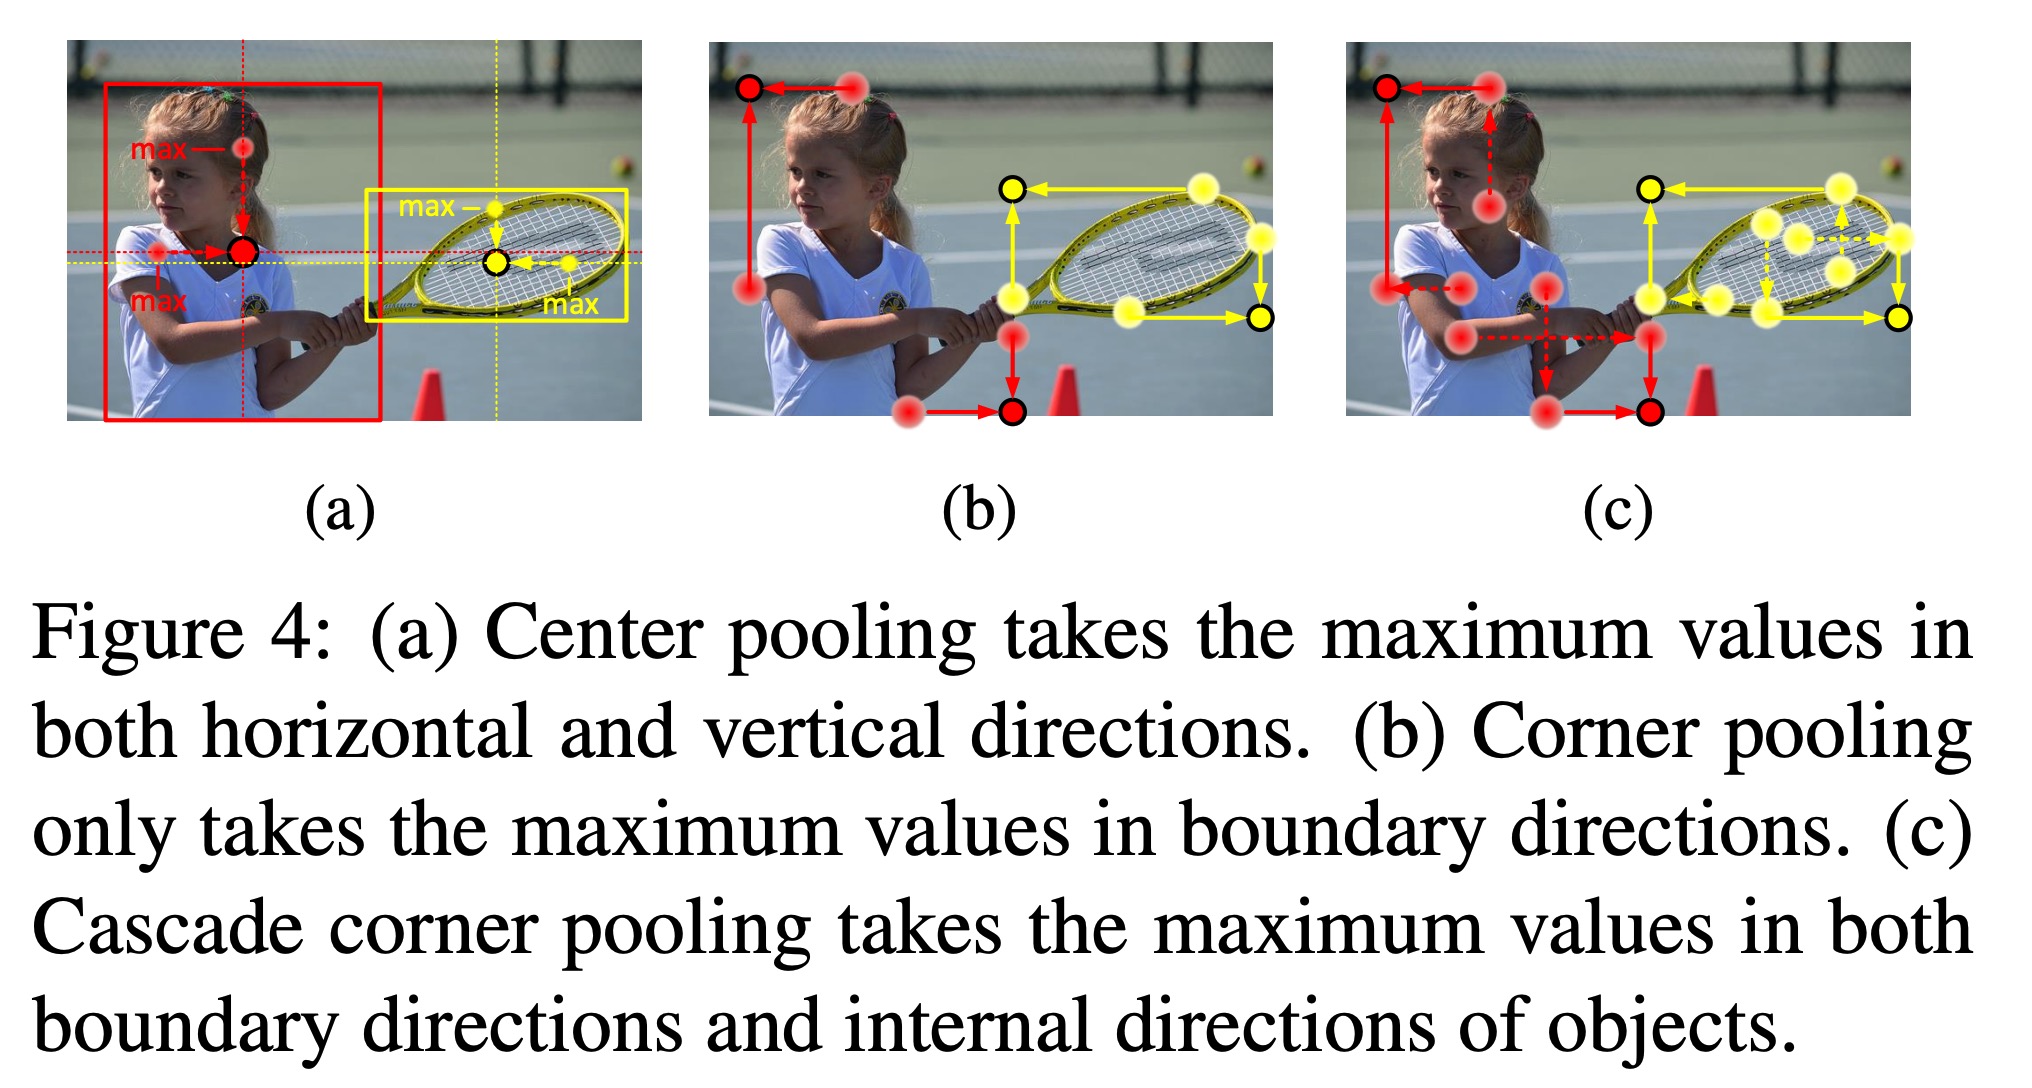 max
max
max
max
(a)
(b)
(c)
Figure 4: (a) Center pooling takes the maximum values in
both horizontal and vertical directions. (b) Corner pooling
only takes the maximum values in boundary directions. (c)
Cascade corner pooling takes the maximum values in both
boundary directions and internal directions of objects.